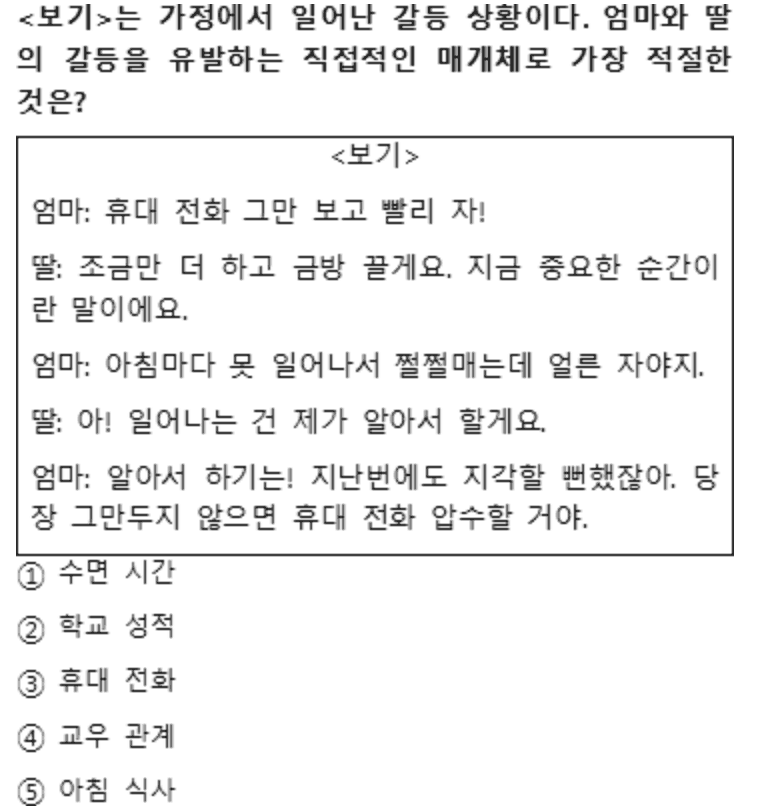 <보기>는 가정에서 일어난 갈등 상황이다. 엄마와 딸
의 갈등을 유발하는 직접적인 매개체로 가장 적절한
것은?
<보기>
엄마: 휴대 전화 그만 보고 빨리 자!
딸: 조금만 더 하고 금방 끌게요. 지금 중요한 순간이
란 말이에요.
엄마: 아침마다 못 일어나서 쩔쩔매는데 얼른 자야지.
딸: 아! 일어나는 건 제가 알아서 할게요.
엄마: 알아서 하기는! 지난번에도 지각할 뻔했잖아. 당
장 그만두지 않으면 휴대 전화 압수할 거야.
① 수면 시간
② 학교 성적
③ 휴대 전화
④ 교우 관계
⑤ 아침 식사